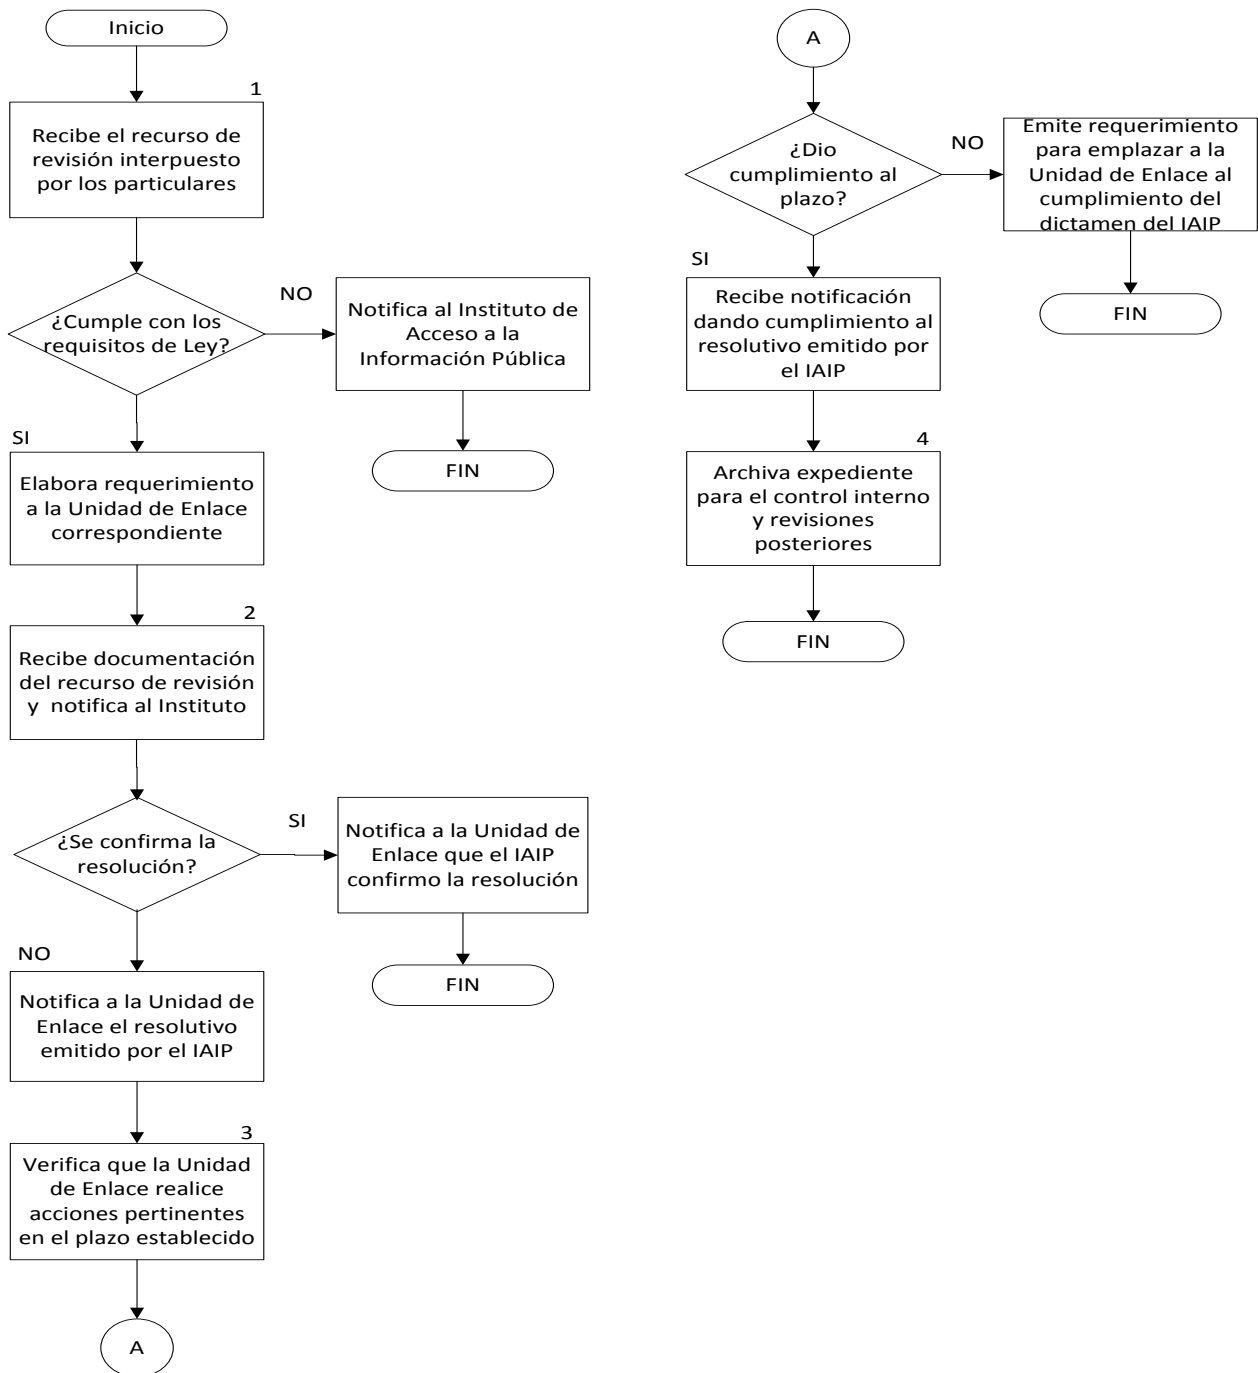 Inicio
1
Recibe el recurso de
revisión interpuesto
por los particulares
¿Cumple con los
requisitos de Ley?
NO
Notifica al Instituto de
Acceso a la
Información Pública
FIN
SI
Elabora requerimiento
a la Unidad de Enlace
correspondiente
2
Recibe documentación
del recurso de revisión
y notifica al Instituto
¿Se confirma la
resolución?
SI
Notifica a la Unidad de
Enlace que el IAIP
confirmo la resolución
FIN
NO
Notifica a la Unidad de
Enlace el resolutivo
emitido por el IAIP
3
Verifica que la Unidad
de Enlace realice
acciones pertinentes
en el plazo establecido
A
A
¿Dio
cumplimiento al
plazo?
NO
Emite requerimiento
para emplazar a la
Unidad de Enlace al
cumplimiento del
dictamen del IAIP
FIN
SI
Recibe notificación
dando cumplimiento al
resolutivo emitido por
el IAIP
4
Archiva expediente
para el control interno
y revisiones
posteriores
FIN